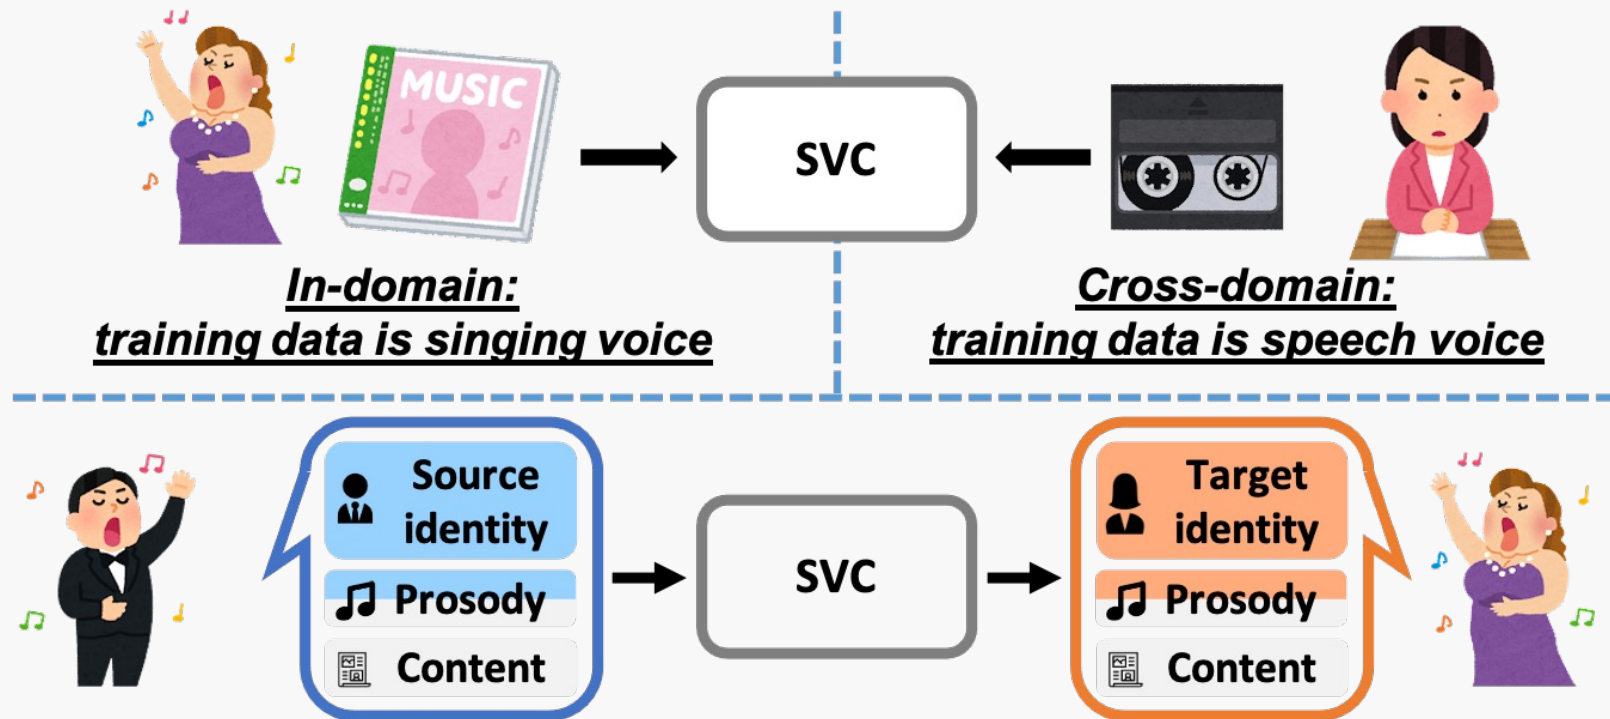 MUSIC
SVC
In-domain:
training data is singing voice
Cross-domain:
training data is speech voice
Source
identity
Prosody
Content
SVC
Target
identity
Prosody
Content